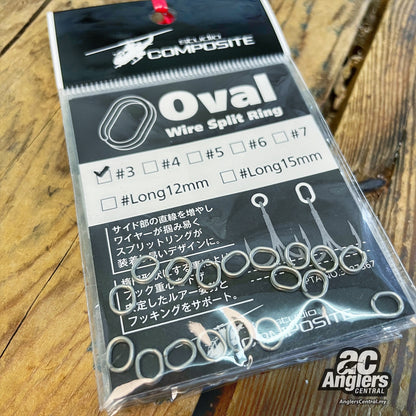 studio
COMPOSITE
Oval
Wire Split Ring
#3 #4 #5 #6 #7
#Long12mm #Long15mm
サイド部の直線を増やし
ワイヤーが掴み易く
スプリットリングが
装着し易いデザインに。
フック重心
定したルアー
フッキングをサポート。
studio
COMPOSITE
2C
Anglers
CENTRAL
AnglersCentral.my